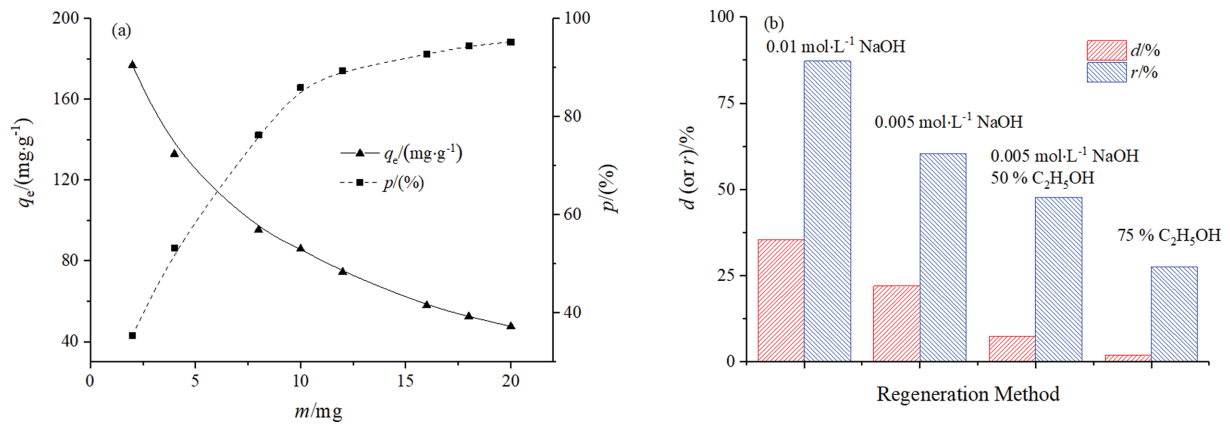 (a)
200
160
120
80
40
qe/(mg·g-1)
100
80
60
40
p/(%)
qe/(mg·g-1)
p/(%)
0
5
10
15
20
m/mg
(b)
100
75
50
25
0
d (or r)/%
0.01 mol·L-1 NaOH
d/%
r/%
0.005 mol·L-1 NaOH
0.005 mol·L-1 NaOH
50 % C2H5OH
75 % C2H5OH
Regeneration Method